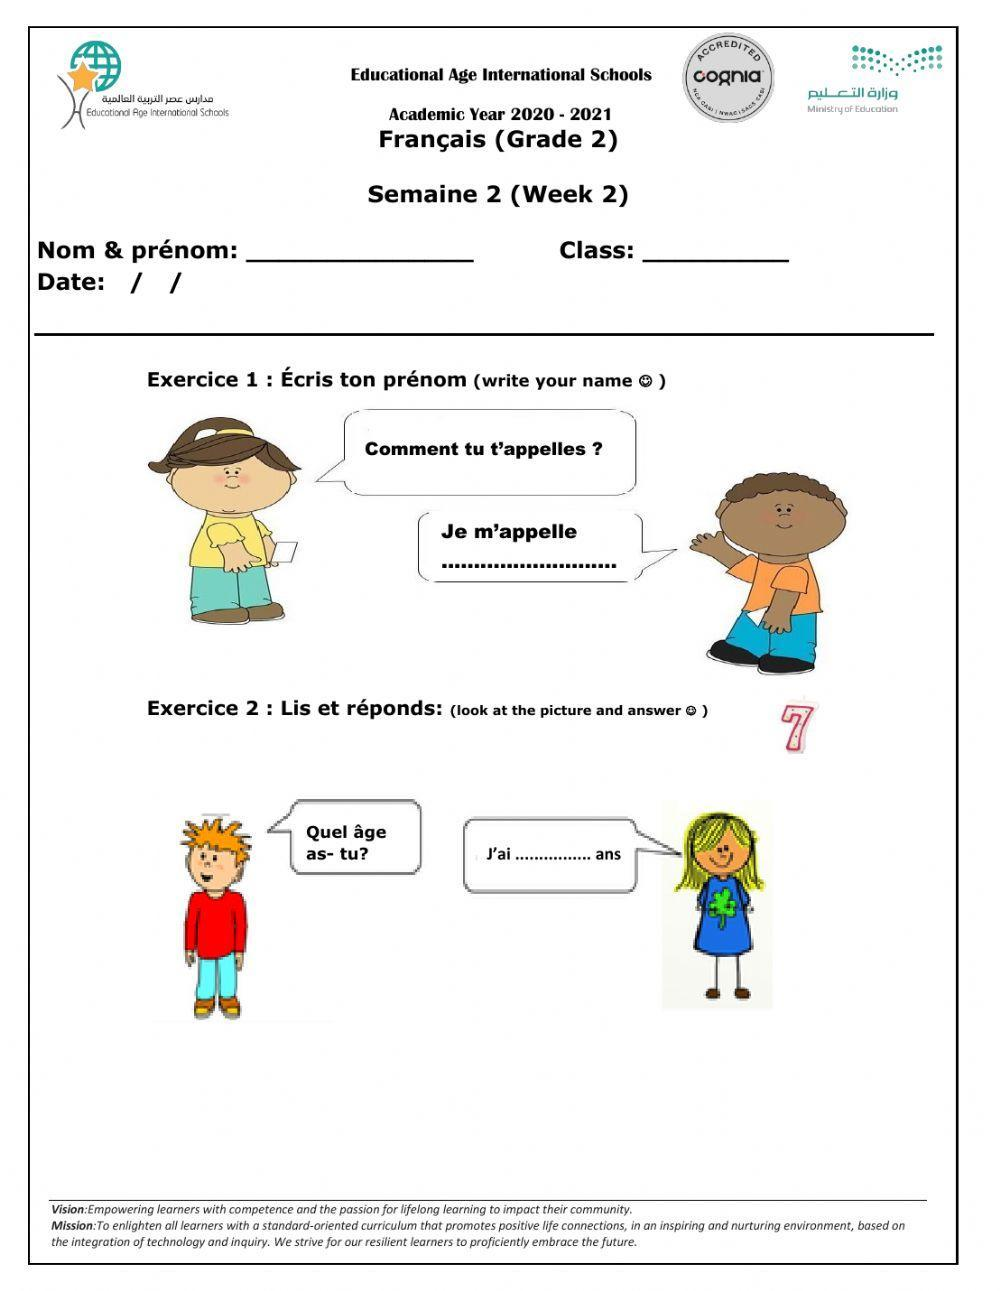 مدارس عصر التربية العالمية
Educational Age International Schools
Educational Age International Schools
ACCREDITED
cognia
وزارة التعليم
Ministry of Education
Academic Year 2020 - 2021
Français (Grade 2)
Semaine 2 (Week 2)
Nom & prénom: _________________ Class: ___________
Date: / /
Exercice 1 : Écris ton prénom (write your name ☺ )
Comment tu t’appelles ?
Je m’appelle
...........................
Exercice 2 : Lis et réponds: (look at the picture and answer ☺ )
7
Quel âge
as- tu?
J’ai ................ ans
Vision:Empowering learners with competence and the passion for lifelong learning to impact their community.
Mission:To enlighten all learners with a standard-oriented curriculum that promotes positive life connections, in an inspiring and nurturing environment, based on
the integration of technology and inquiry. We strive for our resilient learners to proficiently embrace the future.